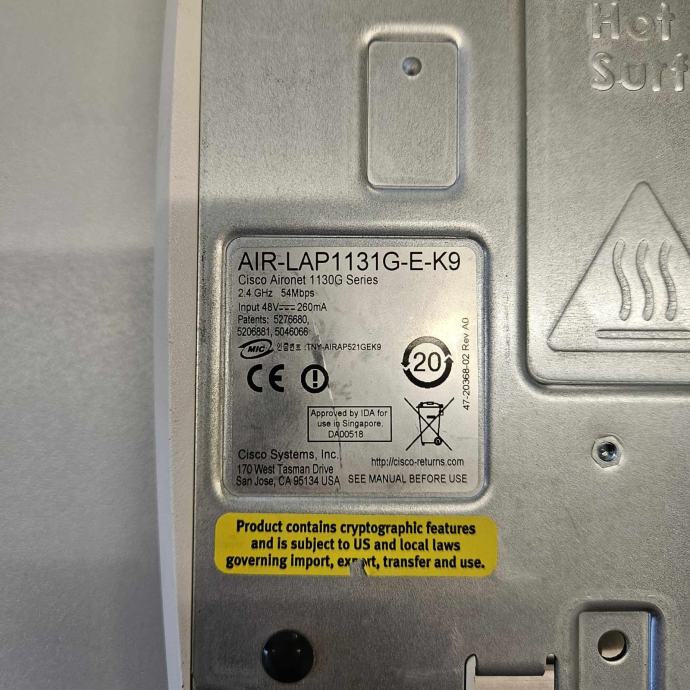 Hot
Surf
AIR-LAP1131G-E-K9
Cisco Aironet 1130G Series
2.4 GHz 54Mbps
Input 48V⎓260mA
Patents: 5276680,
5206881, 5046066
MIC 인증번호 :TNY-AIRAP521GEK9
CE
20
47-20368-02 Rev A0
Approved by IDA for
use in Singapore.
DA00518
Cisco Systems, Inc.
170 West Tasman Drive
San Jose, CA 95134 USA
http://cisco-returns.com
SEE MANUAL BEFORE USE
Product contains cryptographic features
and is subject to US and local laws
governing import, export, transfer and use.